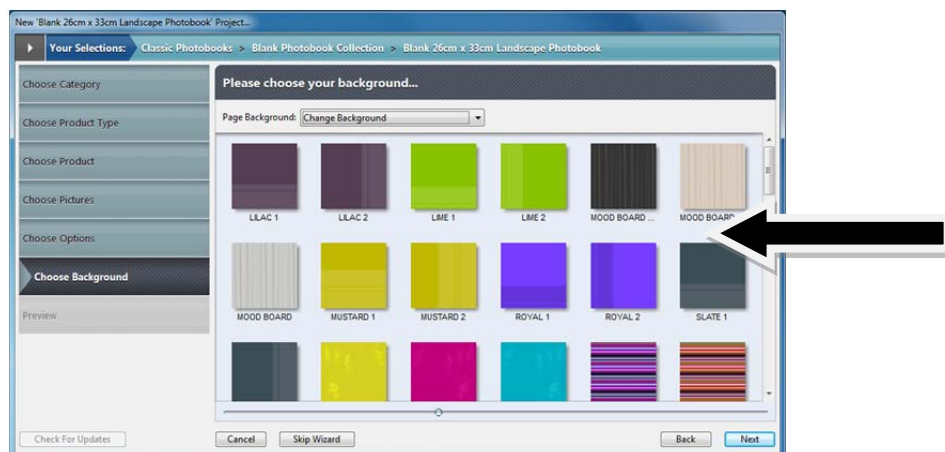 New 'Blank 26cm x 33cm Landscape Photobook' Project...
Your Selections: Classic Photobooks > Blank Photobook Collection > Blank 26cm x 33cm Landscape Photobook
Choose Category
Choose Product Type
Choose Product
Choose Pictures
Choose Options
Choose Background
Preview
Please choose your background...
Page Background: Change Background
LILAC 1 LILAC 2 LIME 1 LIME 2 MOOD BOARD ... MOOD BOARD
MOOD BOARD MUSTARD 1 MUSTARD 2 ROYAL 1 ROYAL 2 SLATE 1
Check For Updates Cancel Skip Wizard Back Next